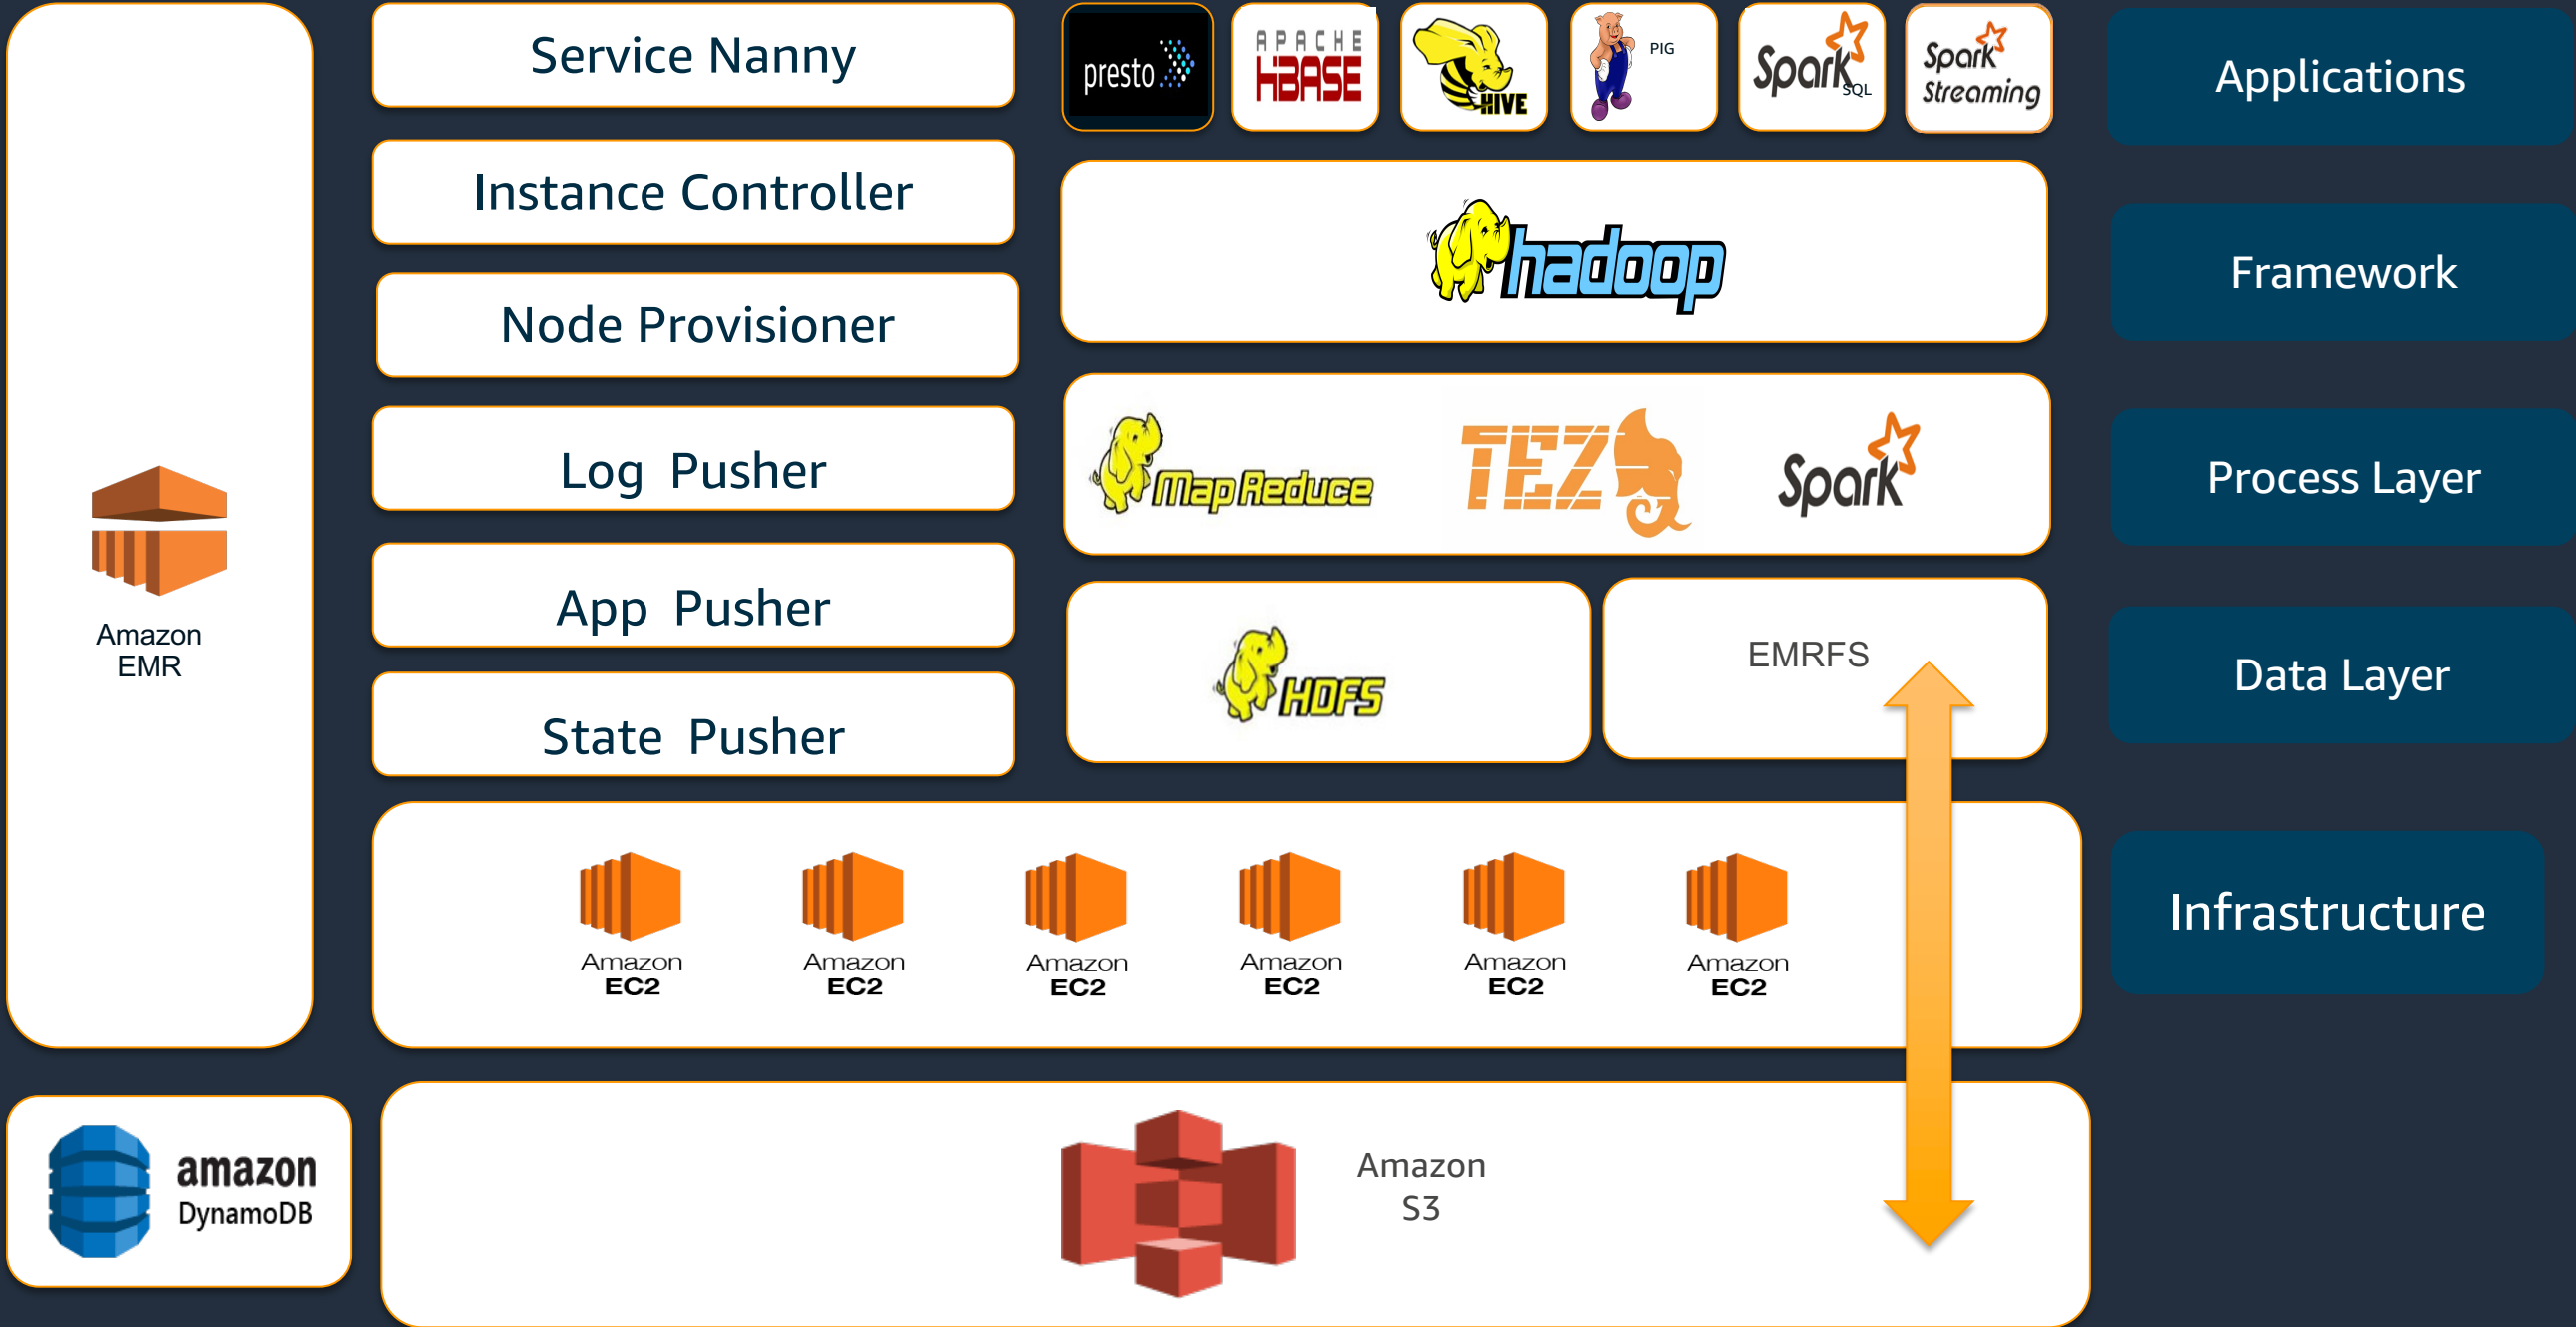 Service Nanny
Instance Controller
Node Provisioner
Log Pusher
App Pusher
State Pusher
Amazon
EMR
presto
APACHE
HBASE
HIVE
PIG
Spark
SQL
Spark
Streaming
Applications
hadoop
Framework
Map Reduce
TEZ
Spark
Process Layer
HDFS
EMRFS
Data Layer
Amazon
EC2
Amazon
EC2
Amazon
EC2
Amazon
EC2
Amazon
EC2
Amazon
EC2
Infrastructure
amazon
DynamoDB
Amazon
S3